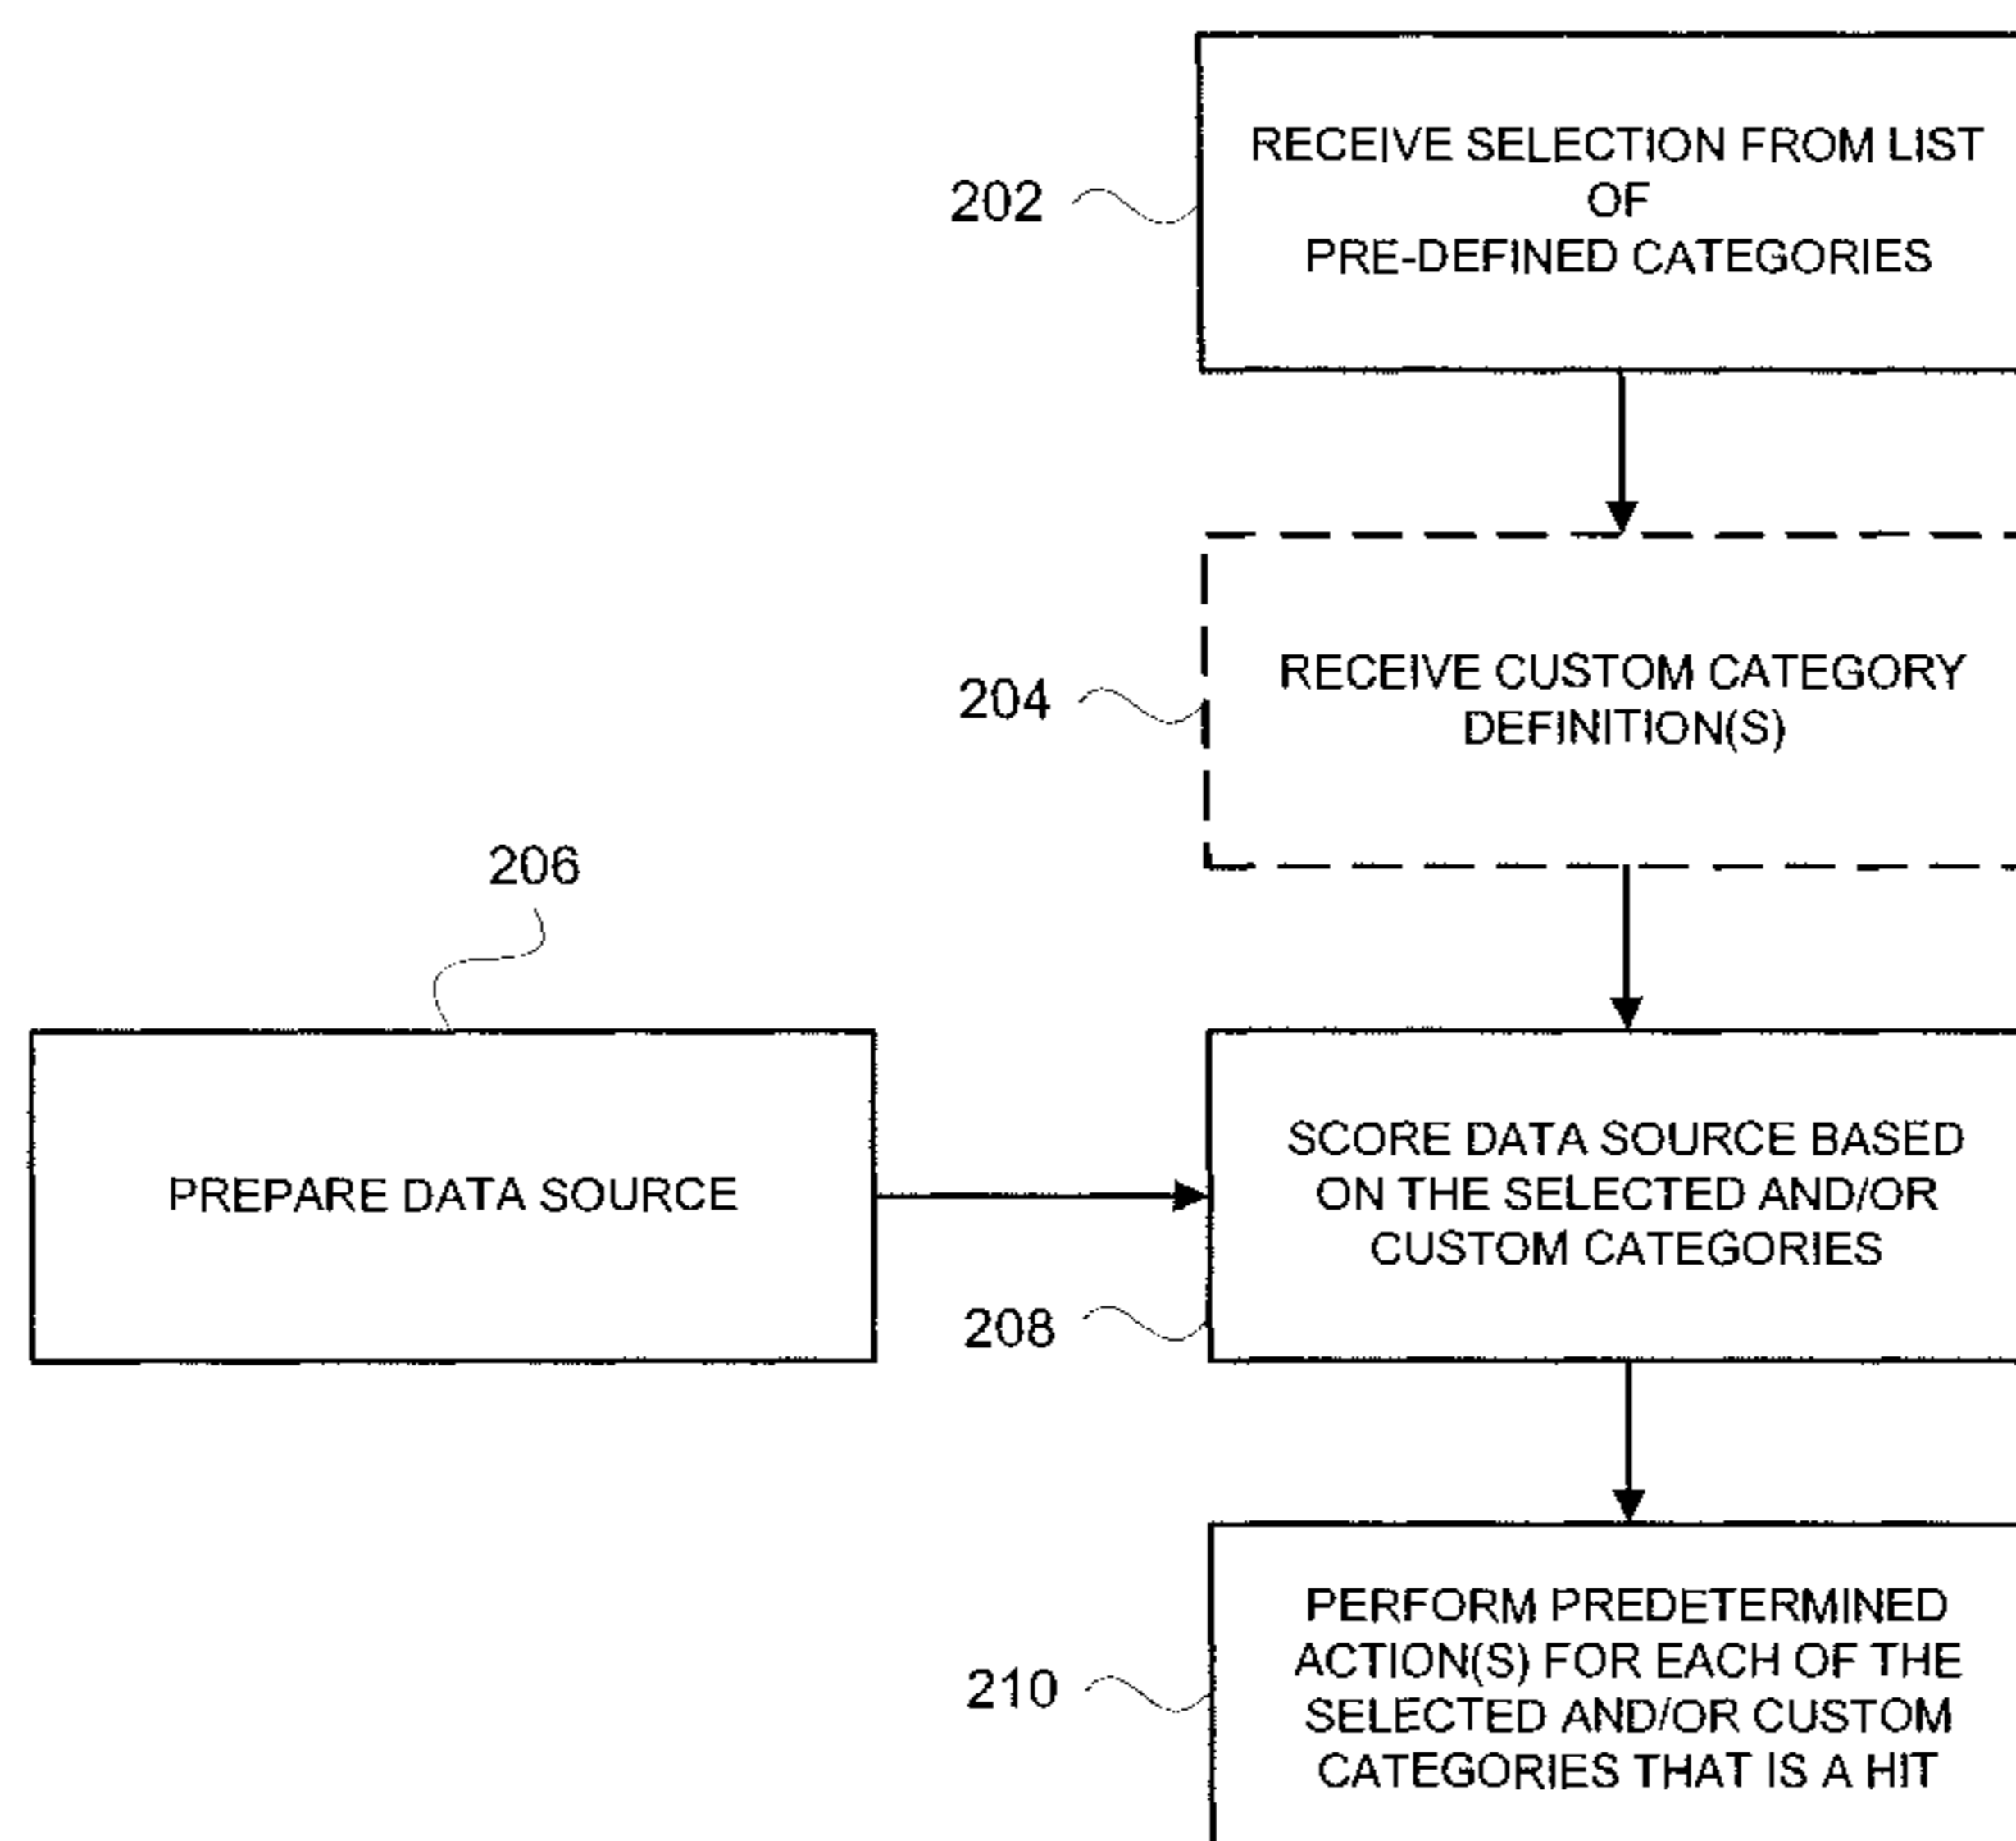 202
RECEIVE SELECTION FROM LIST
OF
PRE-DEFINED CATEGORIES
204
RECEIVE CUSTOM CATEGORY
DEFINITION(S)
206
PREPARE DATA SOURCE
SCORE DATA SOURCE BASED
ON THE SELECTED AND/OR
CUSTOM CATEGORIES
208
210
PERFORM PREDETERMINED
ACTION(S) FOR EACH OF THE
SELECTED AND/OR CUSTOM
CATEGORIES THAT IS A HIT